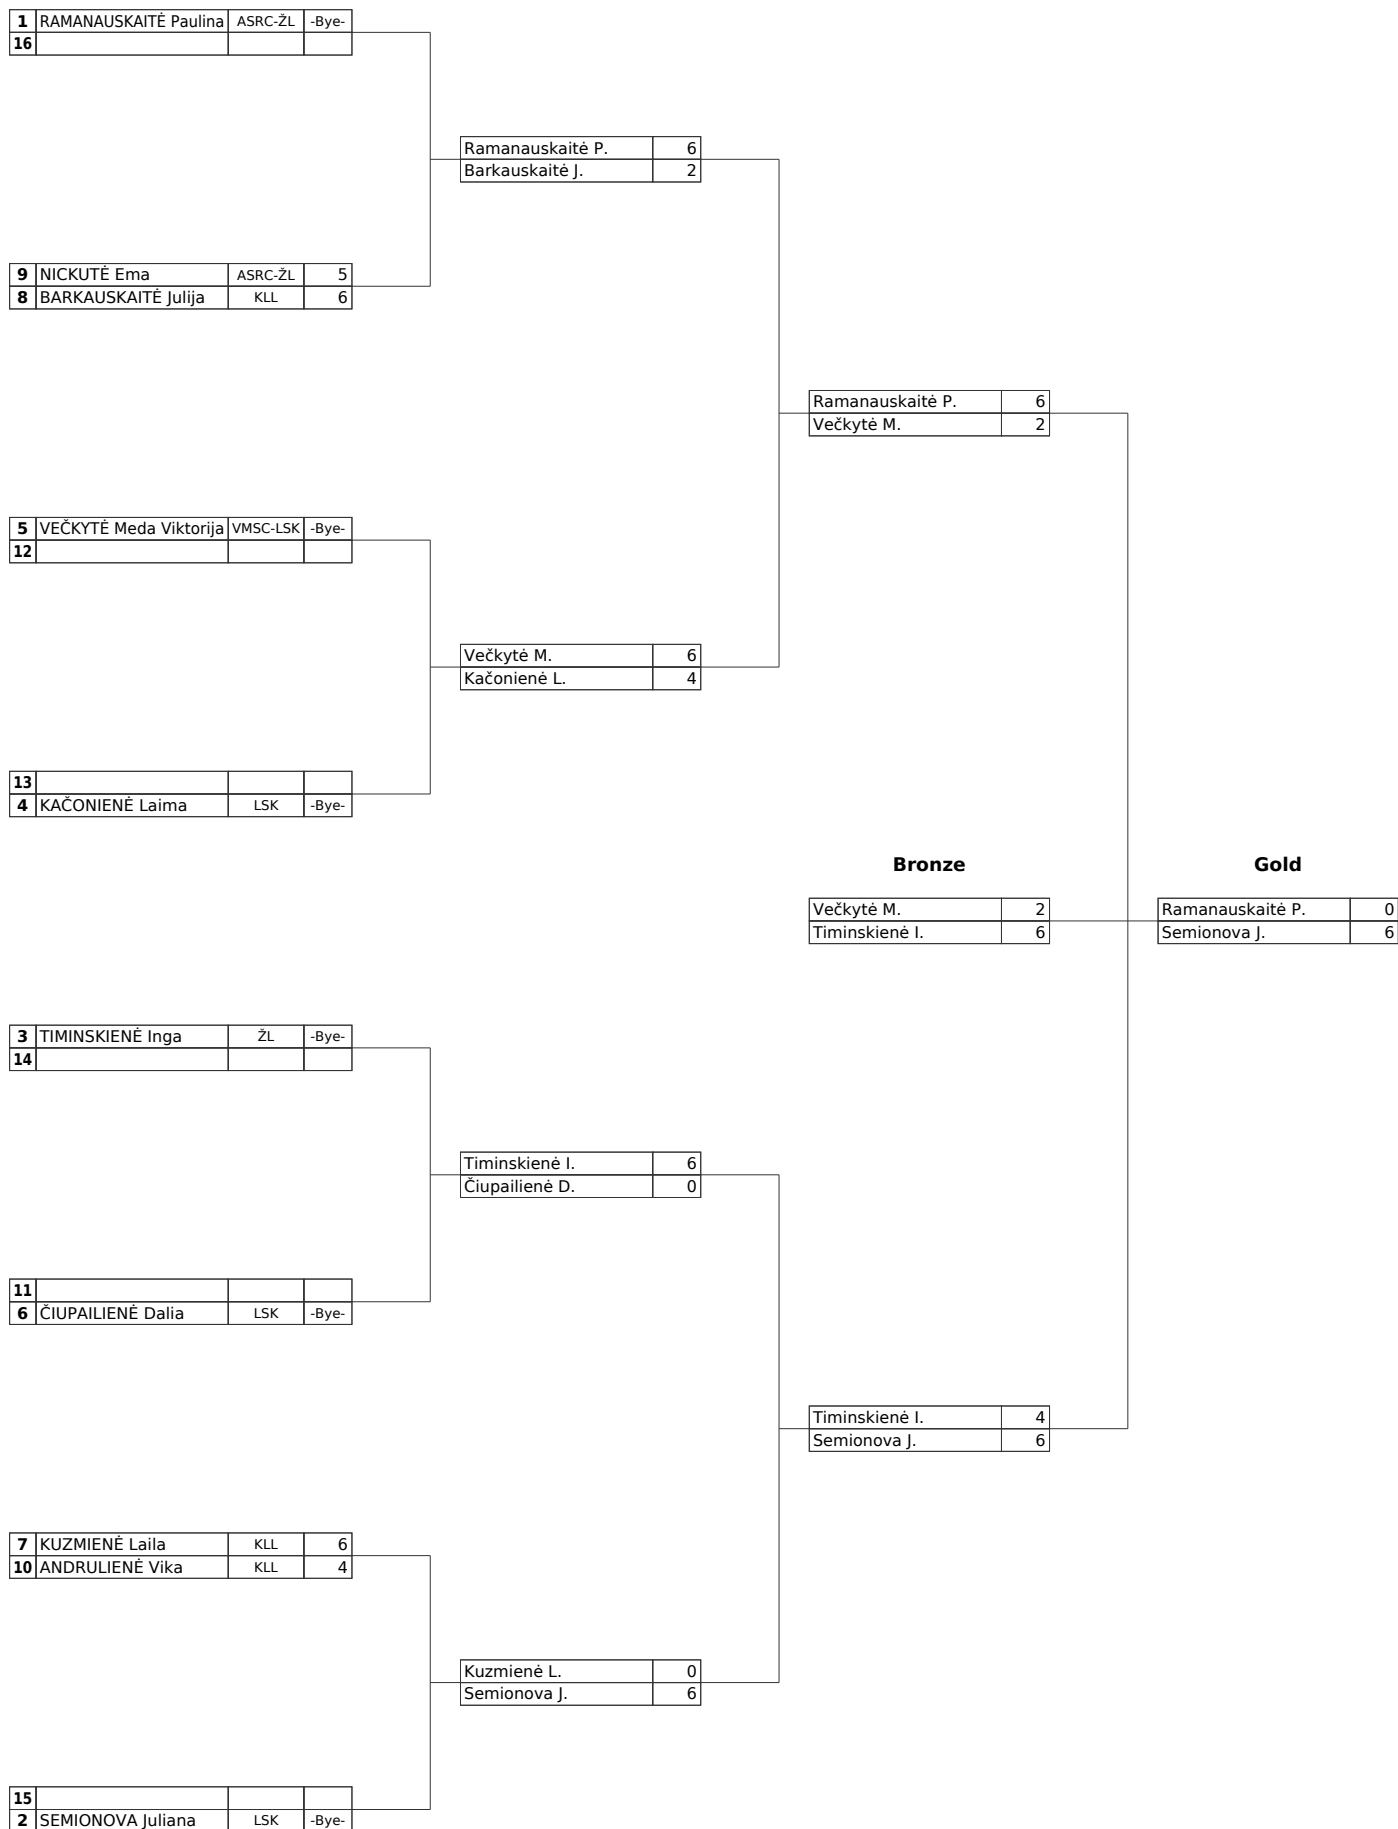 1 RAMANAUSKAITĖ Paulina ASRC-ŽL -Bye-
16
Ramanauskaitė P. 6
Barkauskaitė J. 2
9 NICKUTĖ Ema ASRC-ŽL 5
8 BARKAUSKAITĖ Julija KLL 6
Ramanauskaitė P. 6
Večkytė M. 2
5 VEČKYTĖ Meda Viktorija VMSC-LSK -Bye-
12
Večkytė M. 6
Kačonienė L. 4
13
4 KAČONIENĖ Laima LSK -Bye-
Bronze Gold
Večkytė M. 2 Ramanauskaitė P. 0
Timinskienė I. 6 Semionova J. 6
3 TIMINSKIENĖ Inga ŽL -Bye-
14
Timinskienė I. 6
Čiupailienė D. 0
11
6 ČIUPAILIENĖ Dalia LSK -Bye-
Timinskienė I. 4
Semionova J. 6
7 KUZMIENĖ Laila KLL 6
10 ANDRULIENĖ Vika KLL 4
Kuzmienė L. 0
Semionova J. 6
15
2 SEMIONOVA Juliana LSK -Bye-